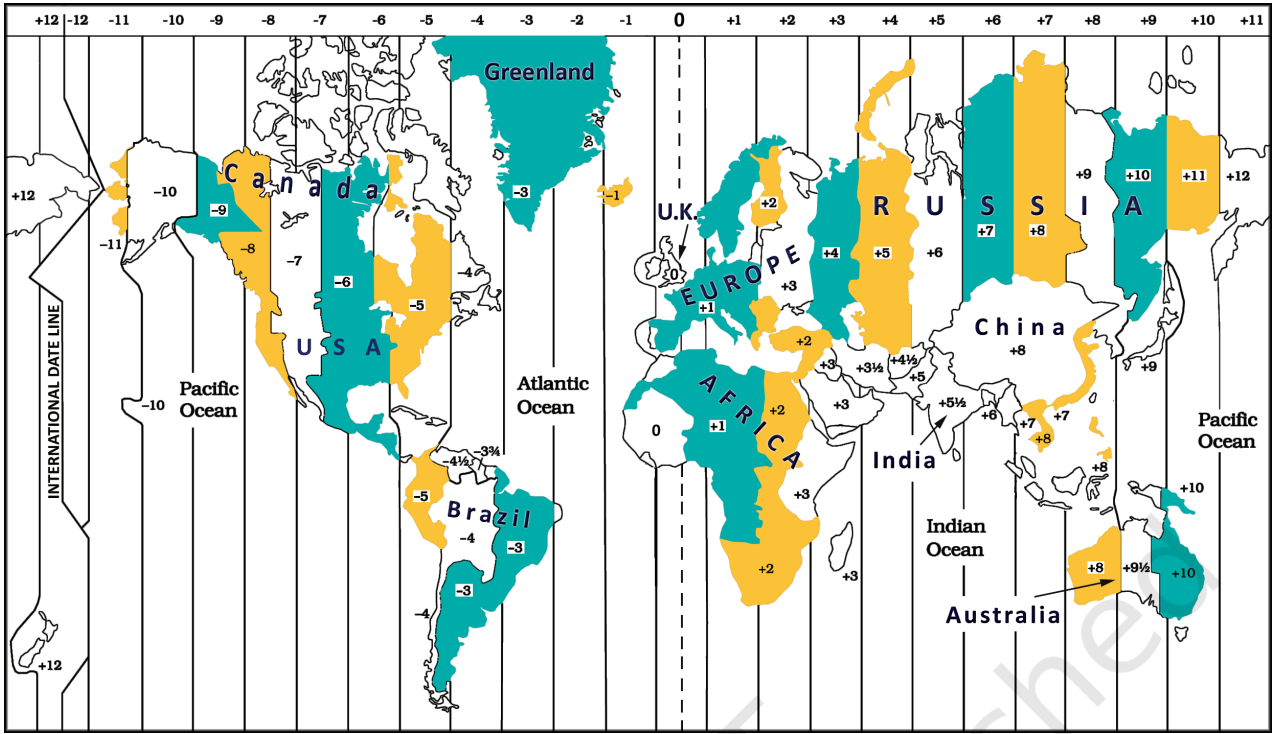 +12 -12 -11 -10 -9 -8 -7 -6 -5 -4 -3 -2 -1 0 +1 +2 +3 +4 +5 +6 +7 +8 +9 +10 +11
Greenland
+12
–10
Canada
–9
–3
–1
U.K.
+2
RUSSIA
+5
+6
+7
+8
+9
+10
+11
+12
–11
–8
–7
–6
–5
–4
0
EUROPE
+1
+3
+4
INTERNATIONAL DATE LINE
USA
China
+8
+2
+3
+3½
+4½
+5
+9
Pacific
Ocean
Atlantic
Ocean
–10
0
AFRICA
+1
+2
+3
+5½
+6
+7
+7
+8
India
Pacific
Ocean
–5
–4½
–3¾
Brazil
–4
–3
+3
+8
+10
Indian
Ocean
–3
–4
+2
+3
+8
+9½
+10
Australia
+12
shed